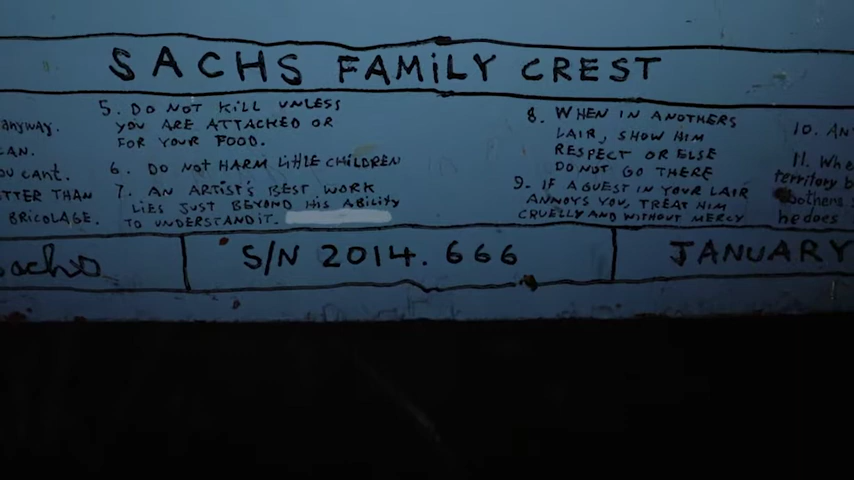 SACHS FAMiLY CREST
anyway.
CAN.
OU CANT.
TTER THAN
BRICOLAGE.
5. DO NOT KILL UNLESS
YOU ARE ATTACKED OR
FOR YOUR FOOD.
6. DO NOT HARM LittLE CHiLDREN
7. AN ARTIST'S BEST WORK
LIES JUST BEYOND His ABiLity
TO UNDERSTAND iT.
8. WHEN IN ANOTHERS
LAIR, SHOW HIM
RESPECT OR ELSE
DO NOT GO THERE
9. IF A GUEST IN YOUR LAIR
ANNOYS YOU, TREAT HIM
CRUELLY AND WITHOUT MERCY
10. AN
11. Whe
territory b
bothers s
he does
Sachs
S/N 2014.666
JANUARY